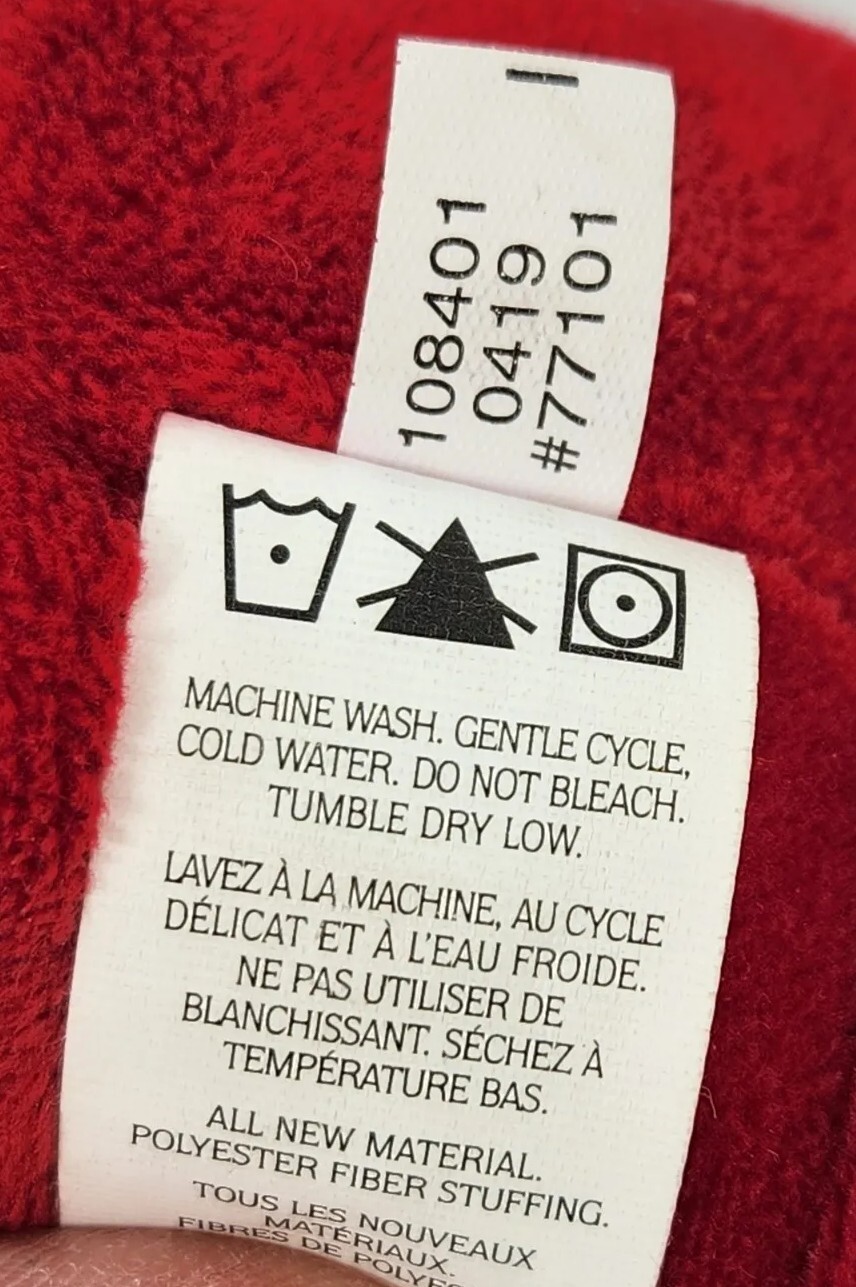 108401
0419
#77101
MACHINE WASH. GENTLE CYCLE,
COLD WATER. DO NOT BLEACH.
TUMBLE DRY LOW.
LAVEZ À LA MACHINE, AU CYCLE
DÉLICAT ET À L'EAU FROIDE.
NE PAS UTILISER DE
BLANCHISSANT. SÉCHEZ À
TEMPÉRATURE BAS.
ALL NEW MATERIAL.
POLYESTER FIBER STUFFING.
TOUS LES NOUVEAUX
MATÉRIAUX.
FIBRES DE